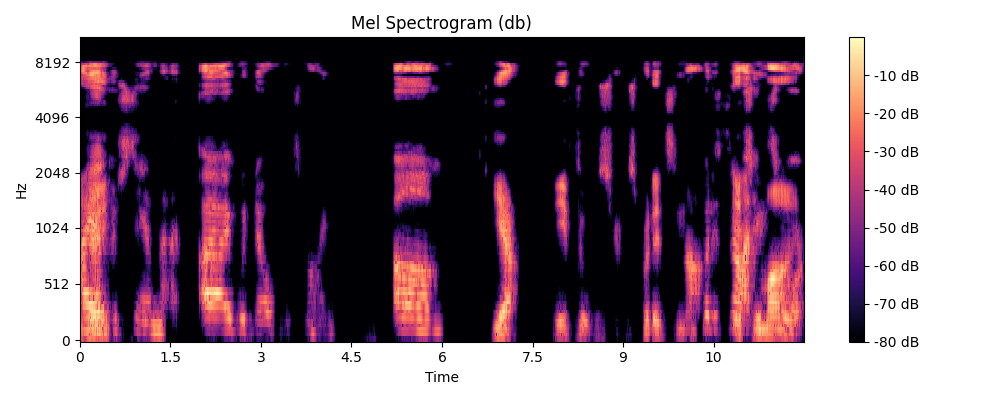 Mel Spectrogram (db)
8192
4096
2048
1024
512
0
Hz
0 1.5 3 4.5 6 7.5 9 10
Time
-10 dB
-20 dB
-30 dB
-40 dB
-50 dB
-60 dB
-70 dB
-80 dB